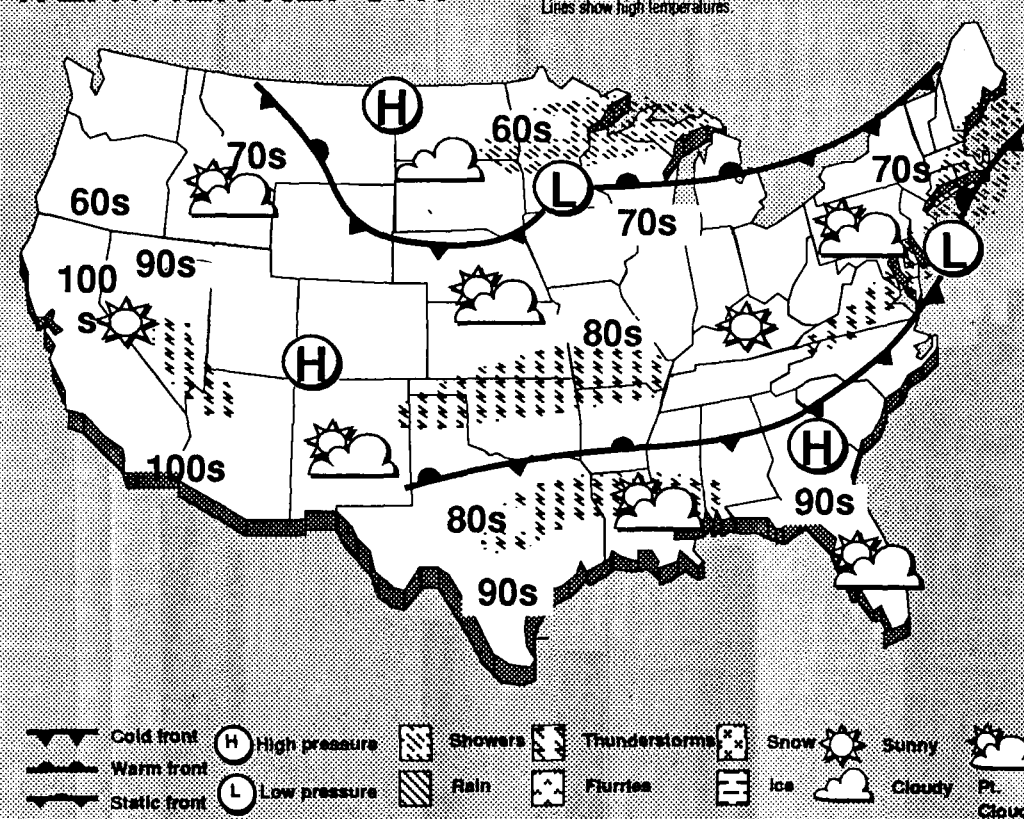 Lines show high temperatures.
H
60s
70s
70s
L
60s
70s
90s
L
100
s
80s
H
H
100s
90s
80s
90s
Cold front
H
High pressure
Showers
Thunderstorms
Snow
Sunny
Warm front
L
Low pressure
Rain
Flurries
Ice
Cloudy
Pt.
Static front